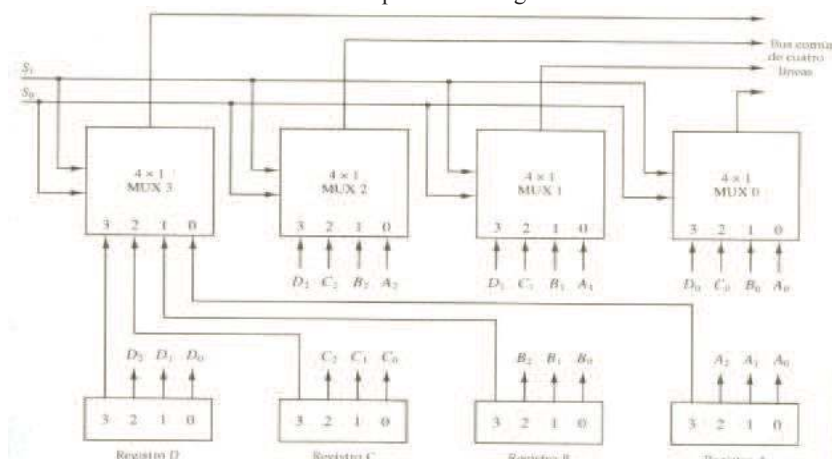 Bus común
de cuatro
líneas
S₁
S₀
4 × 1
MUX 3
3 2 1 0
4 × 1
MUX 2
3 2 1 0
4 × 1
MUX 1
3 2 1 0
4 × 1
MUX 0
3 2 1 0
D₂ C₂ B₂ A₂
D₁ C₁ B₁ A₁
D₀ C₀ B₀ A₀
D₂ D₁ D₀
C₂ C₁ C₀
B₂ B₁ B₀
A₂ A₁ A₀
3 2 1 0
3 2 1 0
3 2 1 0
3 2 1 0
Registro D
Registro C
Registro B
Registro A